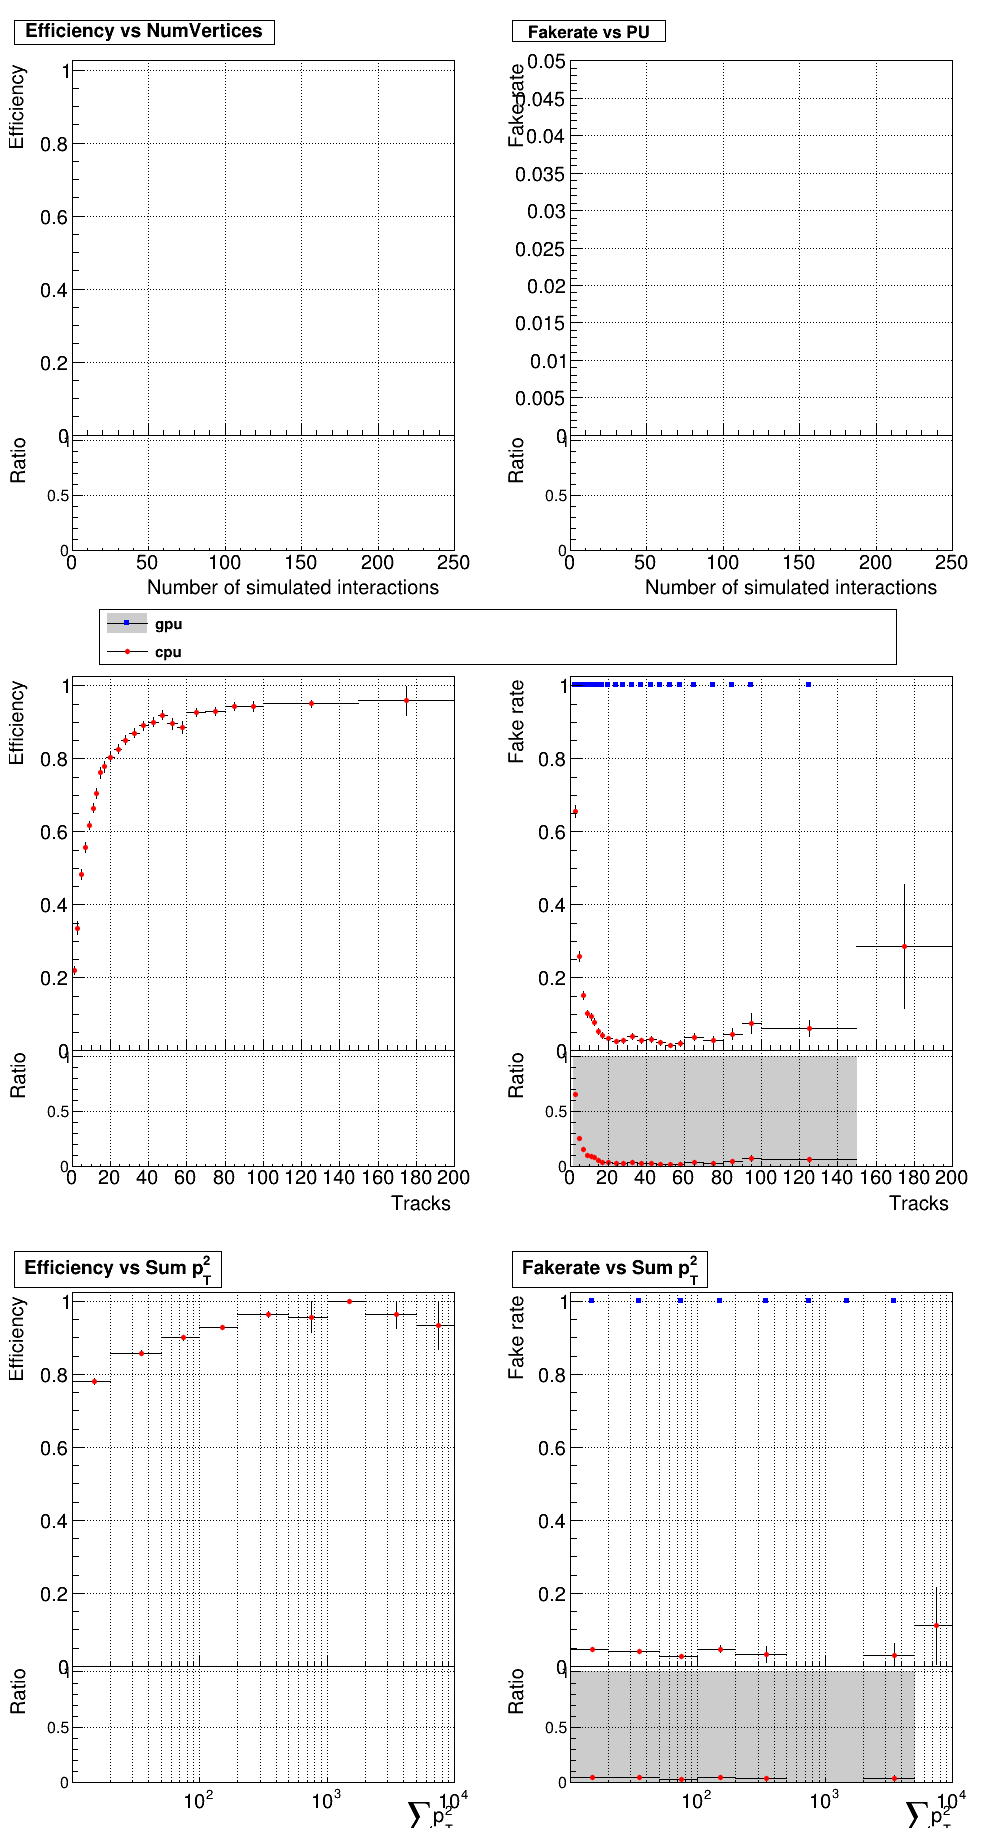 Efficiency vs NumVertices
Efficiency
1
0.8
0.6
0.4
0.2
0
Ratio
1
0.5
0
0 50 100 150 200 250
Number of simulated interactions
Fakerate vs PU
Fake rate
0.05
0.045
0.04
0.035
0.03
0.025
0.02
0.015
0.01
0.005
0
Ratio
1
0.5
0
0 50 100 150 200 250
Number of simulated interactions
gpu
cpu
Efficiency
1
0.8
0.6
0.4
0.2
0
Ratio
1
0.5
0
0 20 40 60 80 100 120 140 160 180 200
Tracks
Fake rate
1
0.8
0.6
0.4
0.2
0
Ratio
1
0.5
0
0 20 40 60 80 100 120 140 160 180 200
Tracks
Efficiency vs Sum p_T^2
Efficiency
1
0.8
0.6
0.4
0.2
0
Ratio
1
0.5
0
10^2 10^3 10^4
∑ p_T^2
Fakerate vs Sum p_T^2
Fake rate
1
0.8
0.6
0.4
0.2
0
Ratio
1
0.5
0
10^2 10^3 10^4
∑ p_T^2